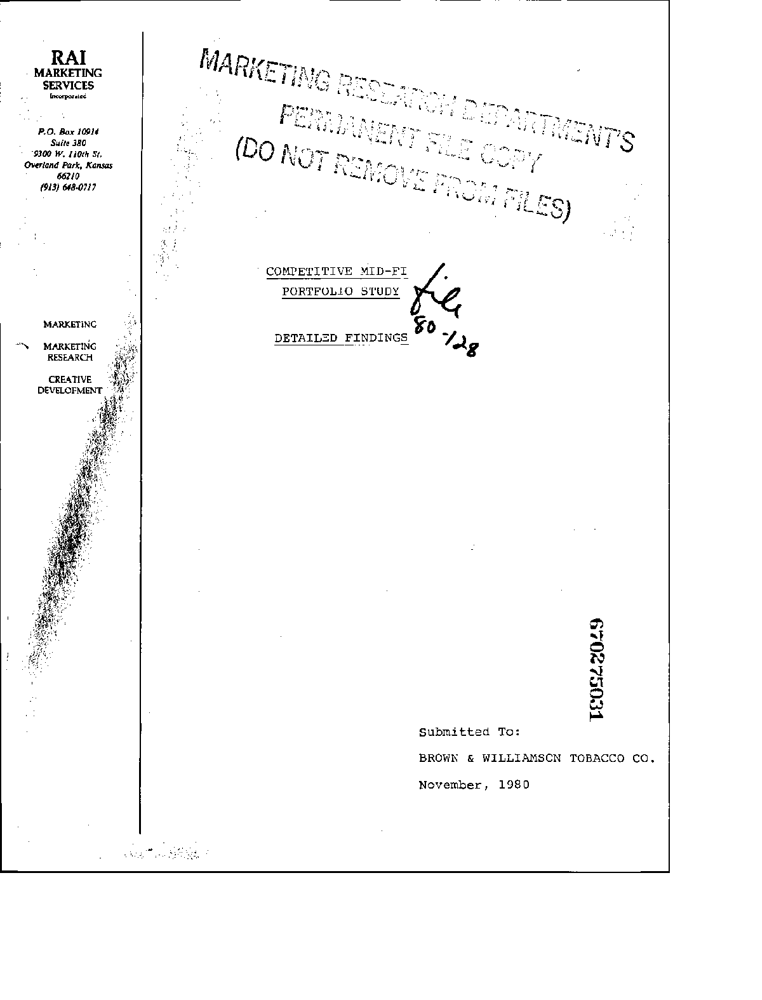 RAI
MARKETING
SERVICES
Incorporated
P.O. Box 10914
Suite 380
9300 W. 110th St.
Overland Park, Kansas
66210
(913) 648-0717
MARKETING
MARKETING
RESEARCH
CREATIVE
DEVELOPMENT
MARKETING RESEARCH DEPARTMENT'S
PERMANENT FILE COPY
(DO NOT REMOVE FROM FILES)
COMPETITIVE MID-FI
PORTFOLIO STUDY
DETAILED FINDINGS
file
80-128
670275031
Submitted To:
BROWN & WILLIAMSON TOBACCO CO.
November, 1980